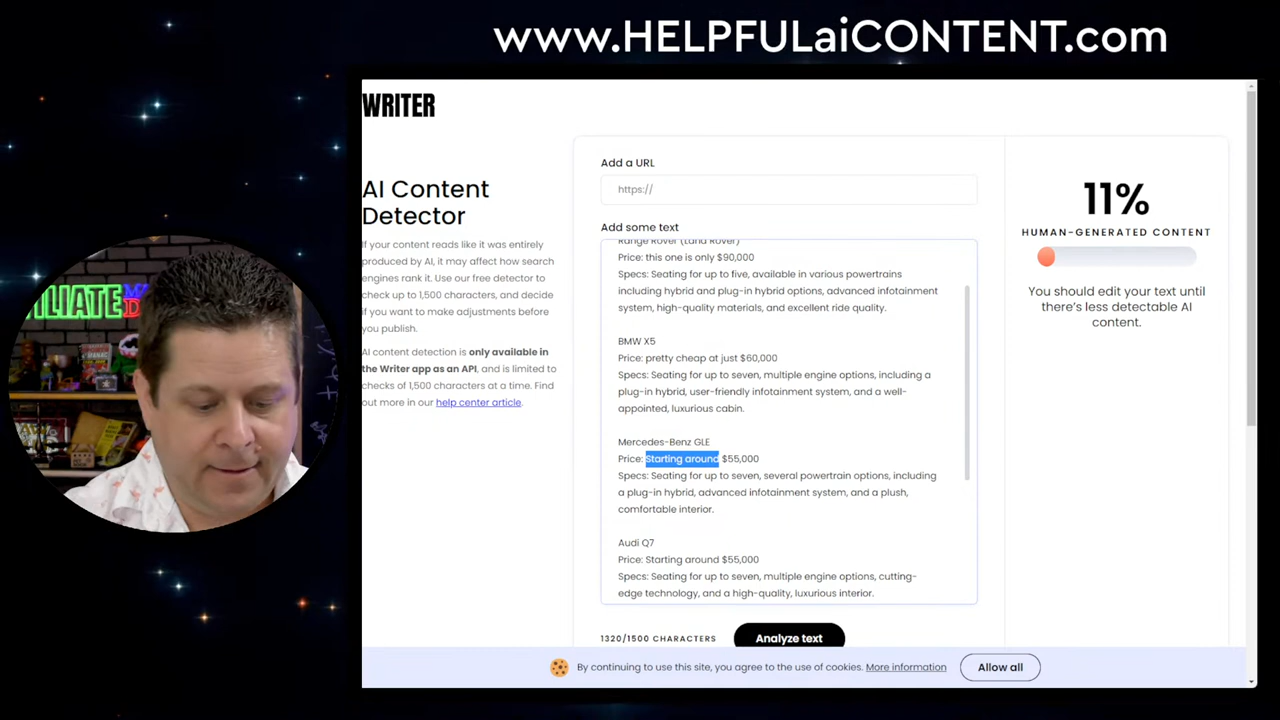 www.HELPFULaiCONTENT.com
WRITER
AI Content
Detector
If your content reads like it was entirely
produced by AI, it may affect how search
engines rank it. Use our free detector to
check up to 1,500 characters, and decide
if you want to make adjustments before
you publish.
AI content detection is only available in
the Writer app as an API, and is limited to
checks of 1,500 characters at a time. Find
out more in our help center article.
Add a URL
https://
Add some text
Range Rover (Land Rover)
Price: this one is only $90,000
Specs: Seating for up to five, available in various powertrains
including hybrid and plug-in hybrid options, advanced infotainment
system, high-quality materials, and excellent ride quality.
BMW X5
Price: pretty cheap at just $60,000
Specs: Seating for up to seven, multiple engine options, including a
plug-in hybrid, user-friendly infotainment system, and a well-
appointed, luxurious cabin.
Mercedes-Benz GLE
Price: Starting around $55,000
Specs: Seating for up to seven, several powertrain options, including
a plug-in hybrid, advanced infotainment system, and a plush,
comfortable interior.
Audi Q7
Price: Starting around $55,000
Specs: Seating for up to seven, multiple engine options, cutting-
edge technology, and a high-quality, luxurious interior.
1320/1500 CHARACTERS
Analyze text
11%
HUMAN-GENERATED CONTENT
You should edit your text until
there's less detectable AI
content.
By continuing to use this site, you agree to the use of cookies. More information
Allow all